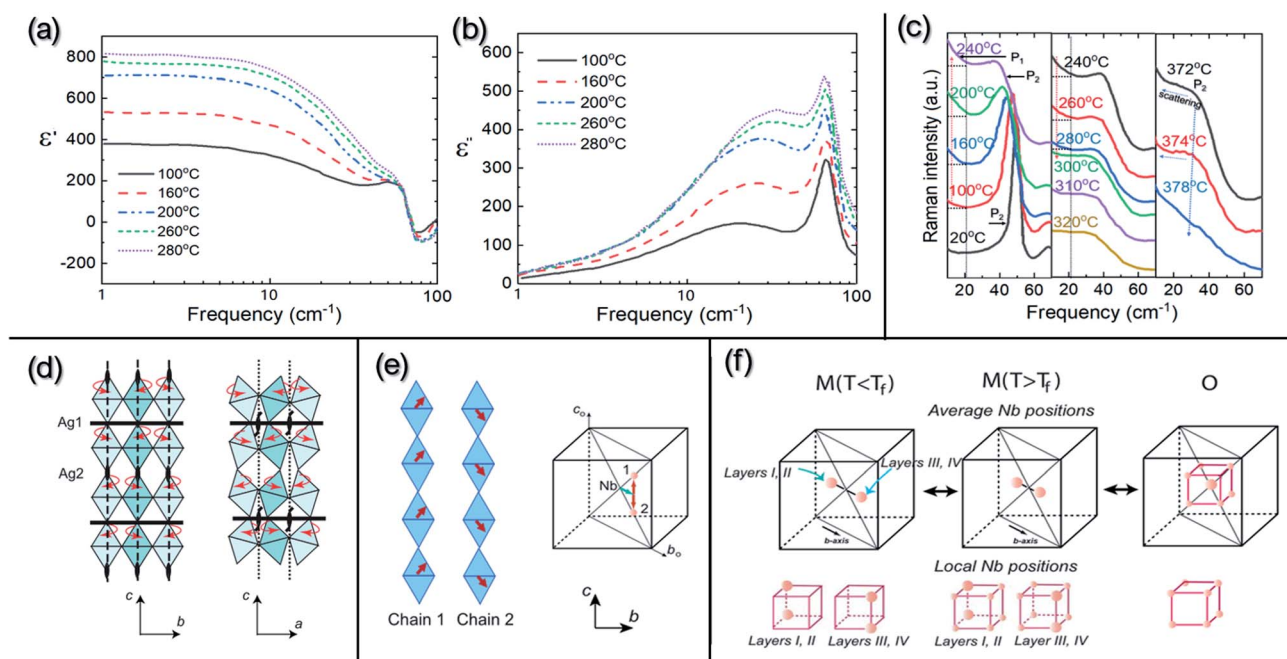 (a)
800
600
400
200
0
-200
ε'
100°C
160°C
200°C
260°C
280°C
1
10
100
Frequency (cm⁻¹)
(b)
600
500
400
300
200
100
0
ε''
100°C
160°C
200°C
260°C
280°C
1
10
100
Frequency (cm⁻¹)
(c)
Raman intensity (a.u.)
240°C
P₁
P₂
200°C
160°C
100°C
P₂
20°C
240°C
260°C
280°C
300°C
310°C
320°C
372°C
P₂
scattering
374°C
378°C
20 40 60
20 40 60
20 40 60
Frequency (cm⁻¹)
(d)
Ag1
Ag2
c
b
c
a
(e)
Chain 1
Chain 2
cₒ
1
Nb
2
bₒ
c
b
(f)
M(T<T_f)
M(T>T_f)
O
Average Nb positions
Layers I, II
Layers III, IV
b-axis
b-axis
Local Nb positions
Layers I, II
Layers III, IV
Layers I, II
Layer III, IV